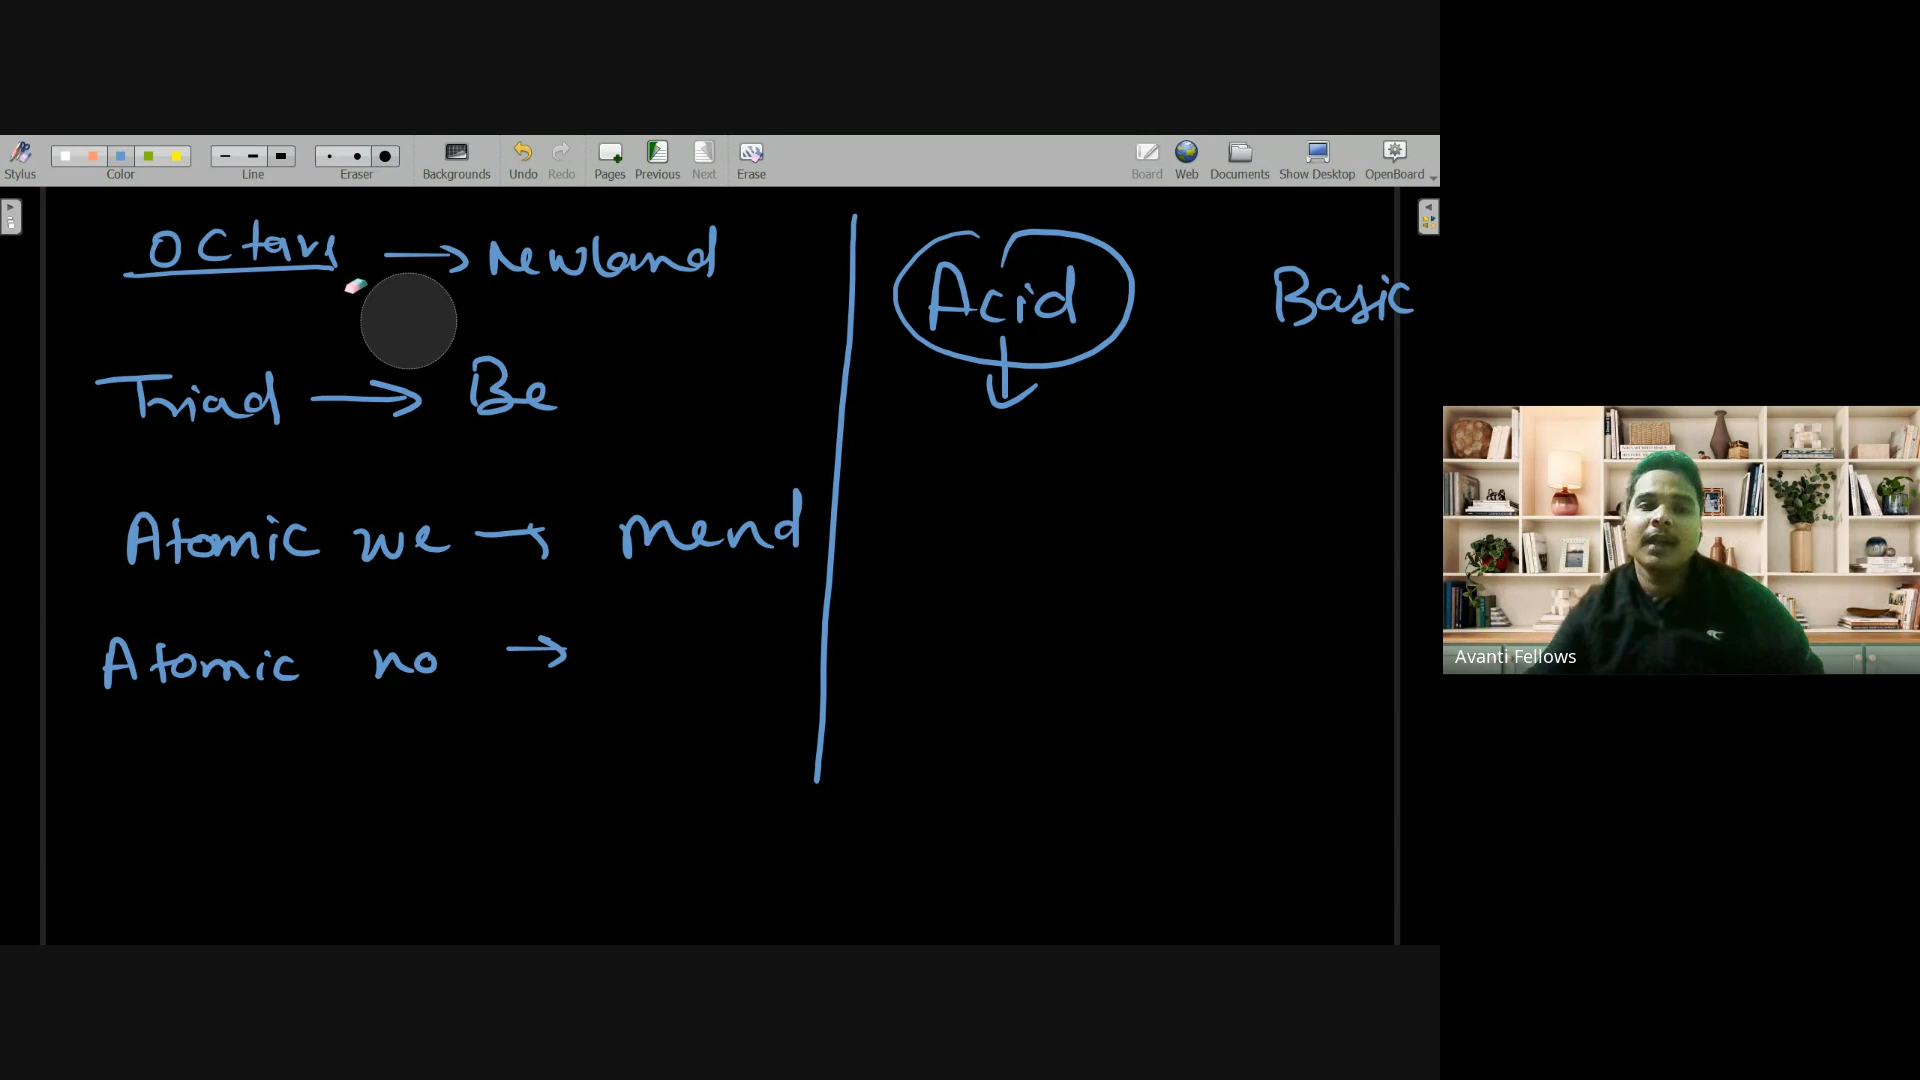 Stylus Color Line Eraser Backgrounds Undo Redo Pages Previous Next Erase Board Web Documents Show Desktop OpenBoard
Octavs → Newland
Triad → Be
Atomic we → mend
Atomic no →
Acid Basic
Avanti Fellows